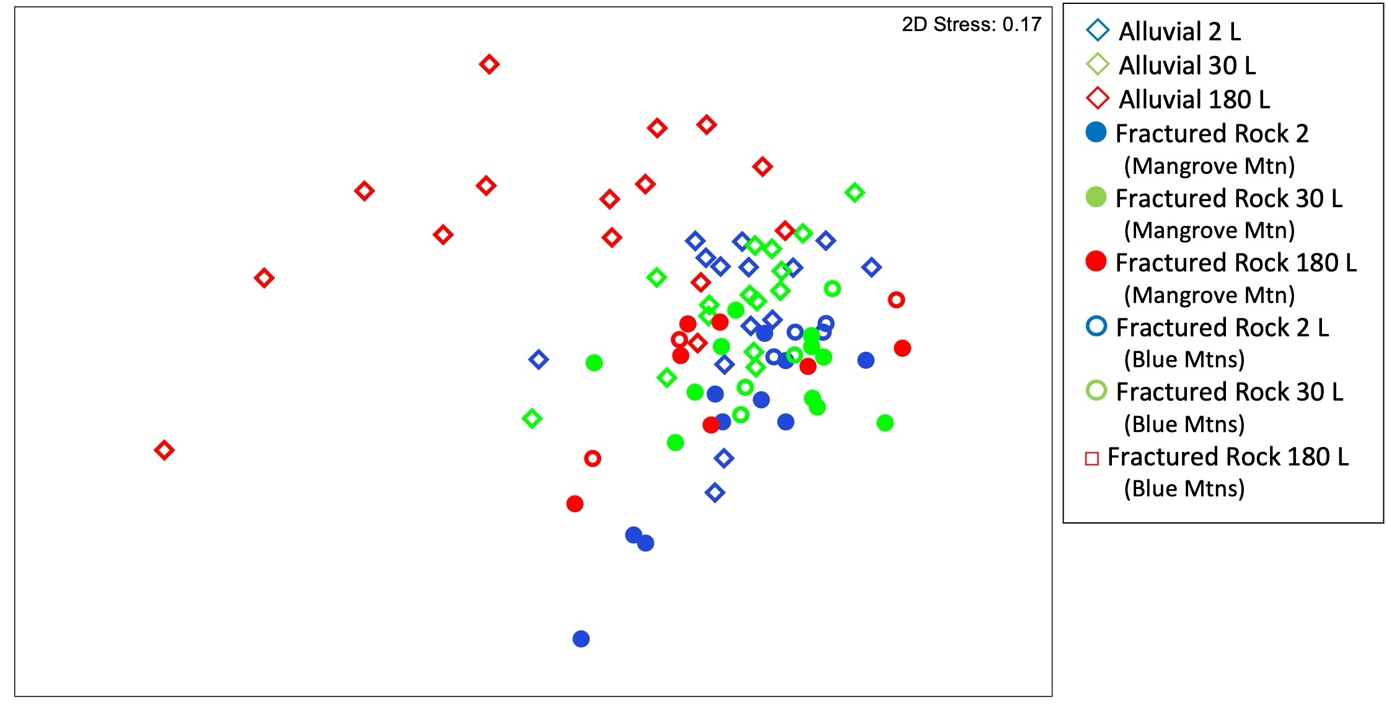 2D Stress: 0.17
Alluvial 2 L
Alluvial 30 L
Alluvial 180 L
Fractured Rock 2
(Mangrove Mtn)
Fractured Rock 30 L
(Mangrove Mtn)
Fractured Rock 180 L
(Mangrove Mtn)
Fractured Rock 2 L
(Blue Mtns)
Fractured Rock 30 L
(Blue Mtns)
Fractured Rock 180 L
(Blue Mtns)